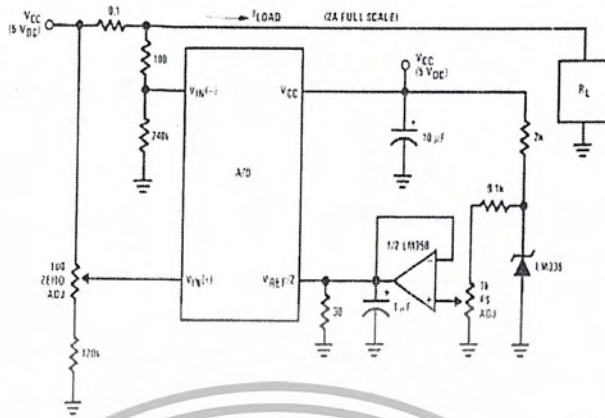 VCC
(5 VDC)
0.1
ILOAD
(2A FULL SCALE)
100
VIN(–)
240k
VCC
VCC
(5 VDC)
RL
10 µF
2k
A/D
9.1k
1/2 LM358
–
+
LM336
1k
FS
ADJ
100
ZERO
ADJ
VIN(+)
VREF/2
30
1 µF
120k